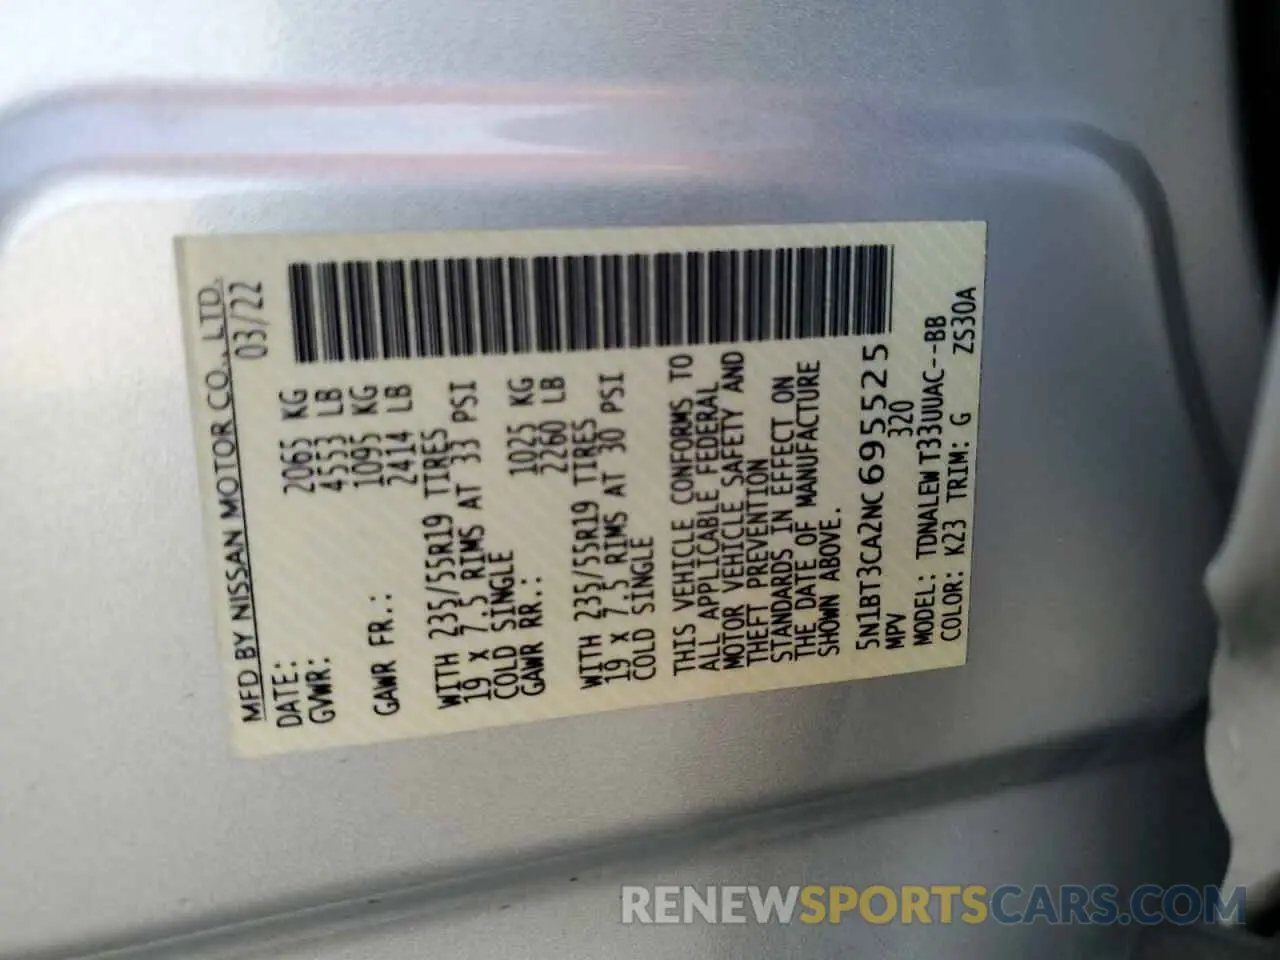 MFD BY NISSAN MOTOR CO., LTD.
DATE: 03/22
GVWR: 2065 KG
4553 LB
GAWR FR.: 1095 KG
2414 LB
WITH 235/55R19 TIRES
19 X 7.5 RIMS AT 33 PSI
COLD SINGLE
GAWR RR.: 1025 KG
2260 LB
WITH 235/55R19 TIRES
19 X 7.5 RIMS AT 30 PSI
COLD SINGLE
THIS VEHICLE CONFORMS TO
ALL APPLICABLE FEDERAL
MOTOR VEHICLE SAFETY AND
THEFT PREVENTION
STANDARDS IN EFFECT ON
THE DATE OF MANUFACTURE
SHOWN ABOVE.
5N1BT3CA2NC695525
MPV 320
MODEL: TDNALEW T33UUAC--BB
COLOR: K23 TRIM: G ZS30A
RENEWSPORTSCARS.COM